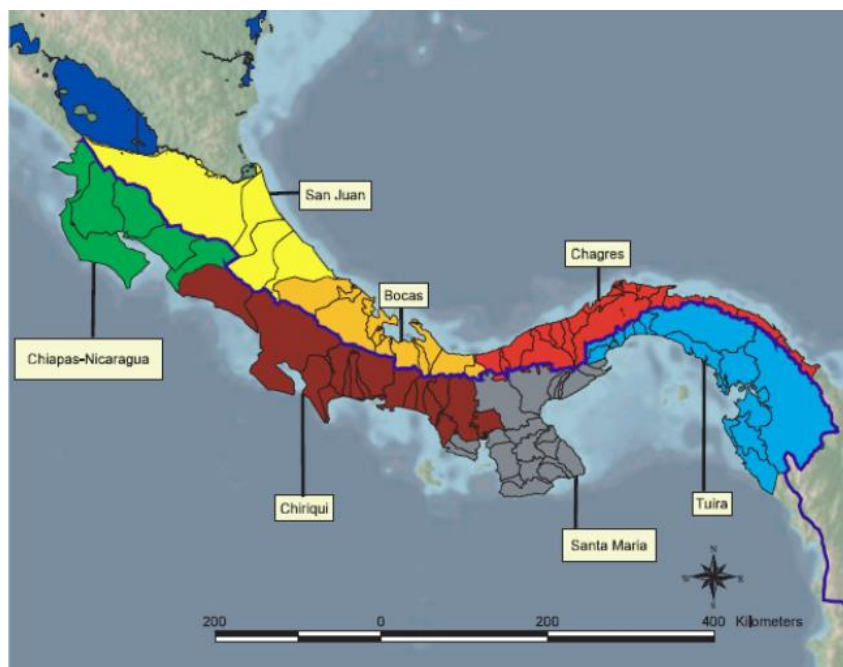 San Juan
Chagres
Bocas
Chiapas-Nicaragua
Chiriqui
Tuira
Santa Maria
N
W E
S
200 0 200 400 Kilometers